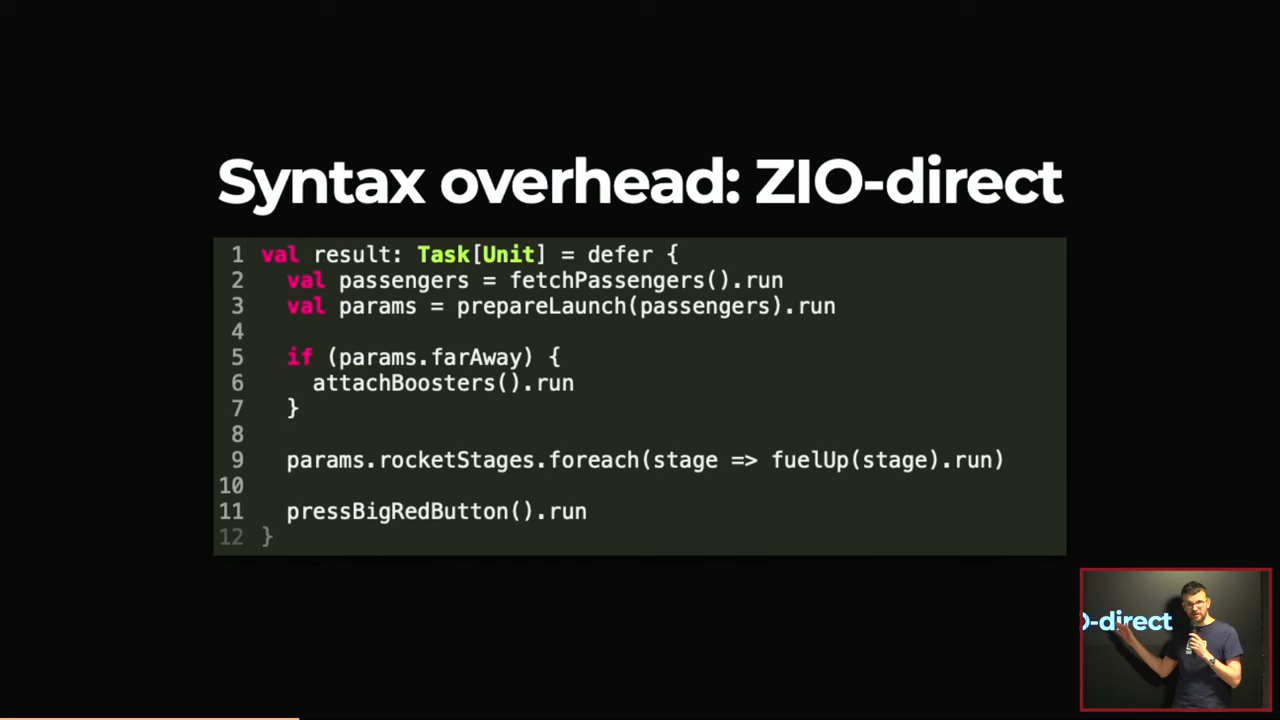 Syntax overhead: ZIO-direct
1 val result: Task[Unit] = defer {
2   val passengers = fetchPassengers().run
3   val params = prepareLaunch(passengers).run
4
5   if (params.farAway) {
6     attachBoosters().run
7   }
8
9   params.rocketStages.foreach(stage => fuelUp(stage).run)
10
11   pressBigRedButton().run
12 }
O-direct